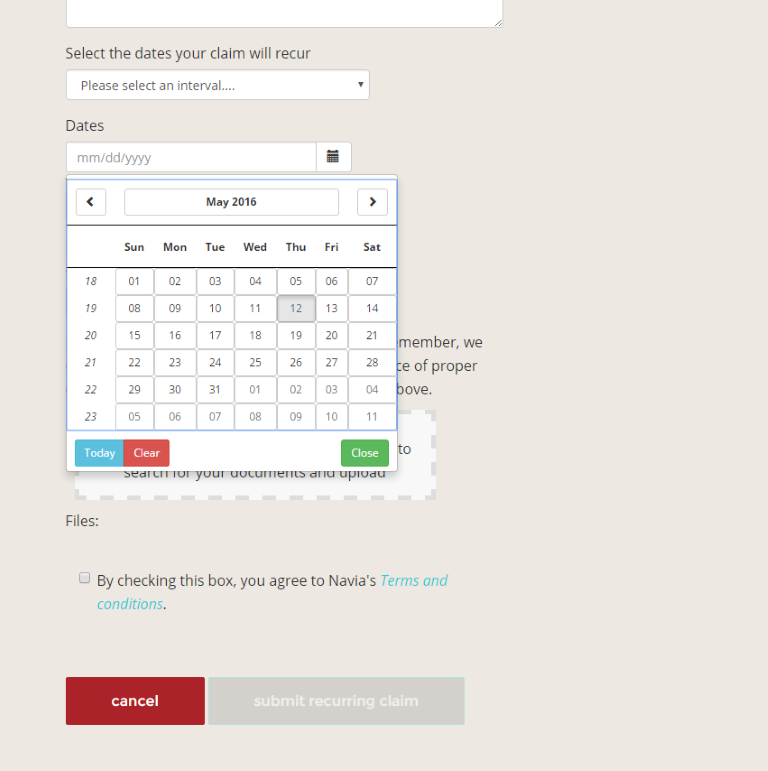 Select the dates your claim will recur
Please select an interval....
Dates
mm/dd/yyyy
May 2016
Sun Mon Tue Wed Thu Fri Sat
18 01 02 03 04 05 06 07
19 08 09 10 11 12 13 14
20 15 16 17 18 19 20 21
21 22 23 24 25 26 27 28
22 29 30 31 01 02 03 04
23 05 06 07 08 09 10 11
Today Clear Close
emember, we
ce of proper
bove.
to
search for your documents and upload
Files:
By checking this box, you agree to Navia's Terms and
conditions.
cancel
submit recurring claim